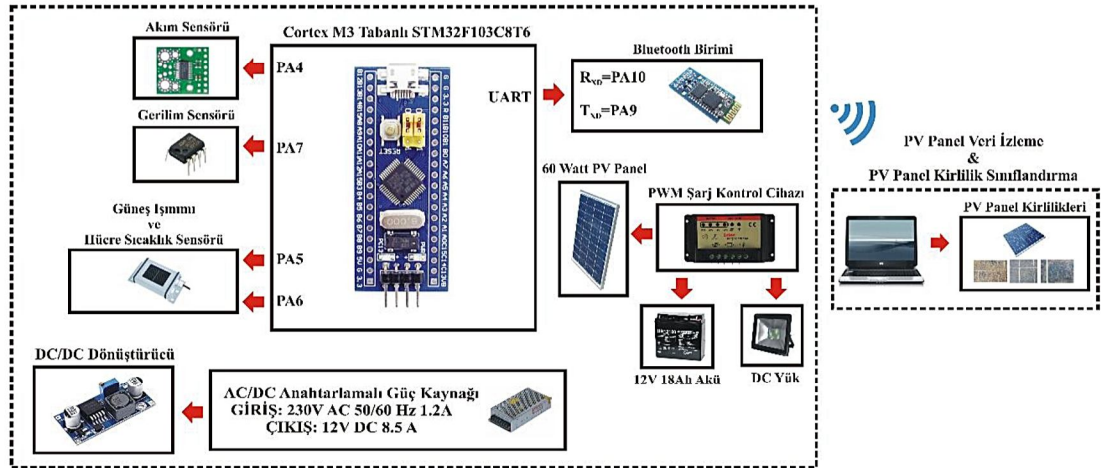 Akım Sensörü
Cortex M3 Tabanlı STM32F103C8T6
PA4
Gerilim Sensörü
PA7
Güneş Işınımı
ve
Hücre Sıcaklık Sensörü
PA5
PA6
RESET
8.000
UART
Bluetooth Birimi
RXD=PA10
TXD=PA9
60 Watt PV Panel
PWM Şarj Kontrol Cihazı
12V 18Ah Akü
DC Yük
PV Panel Veri İzleme
&
PV Panel Kirlilik Sınıflandırma
PV Panel Kirlilikleri
DC/DC Dönüştürücü
AC/DC Anahtarlamalı Güç Kaynağı
GİRİŞ: 230V AC 50/60 Hz 1.2A
ÇIKIŞ: 12V DC 8.5 A